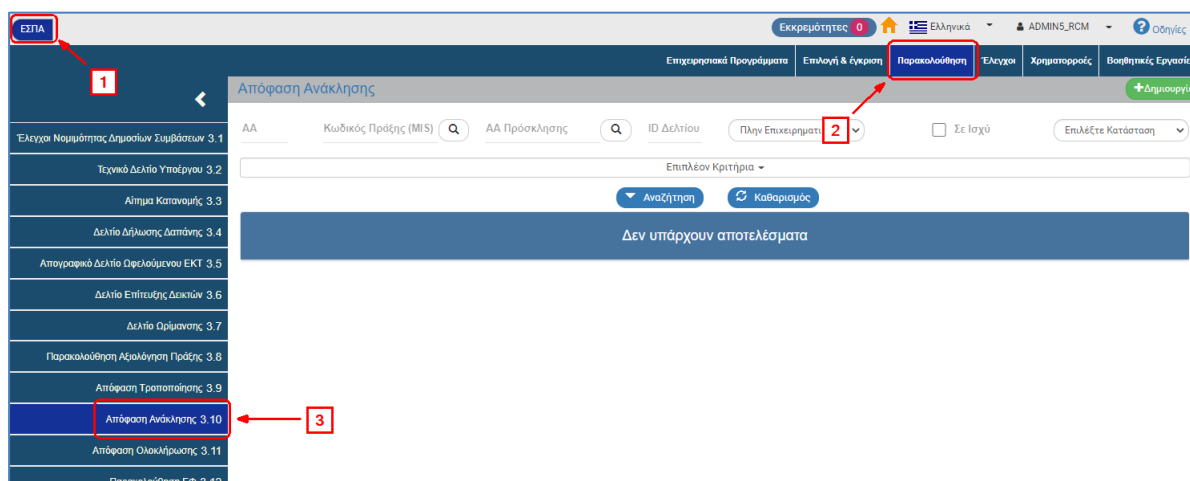 ΕΣΠΑ
Εκκρεμότητες 0
Ελληνικά
ADMIN5_RCM
Οδηγίες
Επιχειρησιακά Προγράμματα
Επιλογή & έγκριση
Παρακολούθηση
Έλεγχοι
Χρηματορροές
Βοηθητικές Εργασίε
1
2
Απόφαση Ανάκλησης
+Δημιουργί
ΑΑ
Κωδικός Πράξης (MIS)
ΑΑ Πρόσκλησης
ID Δελτίου
Πλην Επιχειρηματι
Σε Ισχύ
Επιλέξτε Κατάσταση
Επιπλέον Κριτήρια
Αναζήτηση
Καθαρισμός
Δεν υπάρχουν αποτελέσματα
Έλεγχοι Νομιμότητας Δημοσίων Συμβάσεων 3.1
Τεχνικό Δελτίο Υποέργου 3.2
Αίτημα Κατανομής 3.3
Δελτίο Δήλωσης Δαπάνης 3.4
Απογραφικό Δελτίο Ωφελούμενου ΕΚΤ 3.5
Δελτίο Επίτευξης Δεικτών 3.6
Δελτίο Ωρίμανσης 3.7
Παρακολούθηση Αξιολόγηση Πράξης 3.8
Απόφαση Τροποποίησης 3.9
Απόφαση Ανάκλησης 3.10
3
Απόφαση Ολοκλήρωσης 3.11